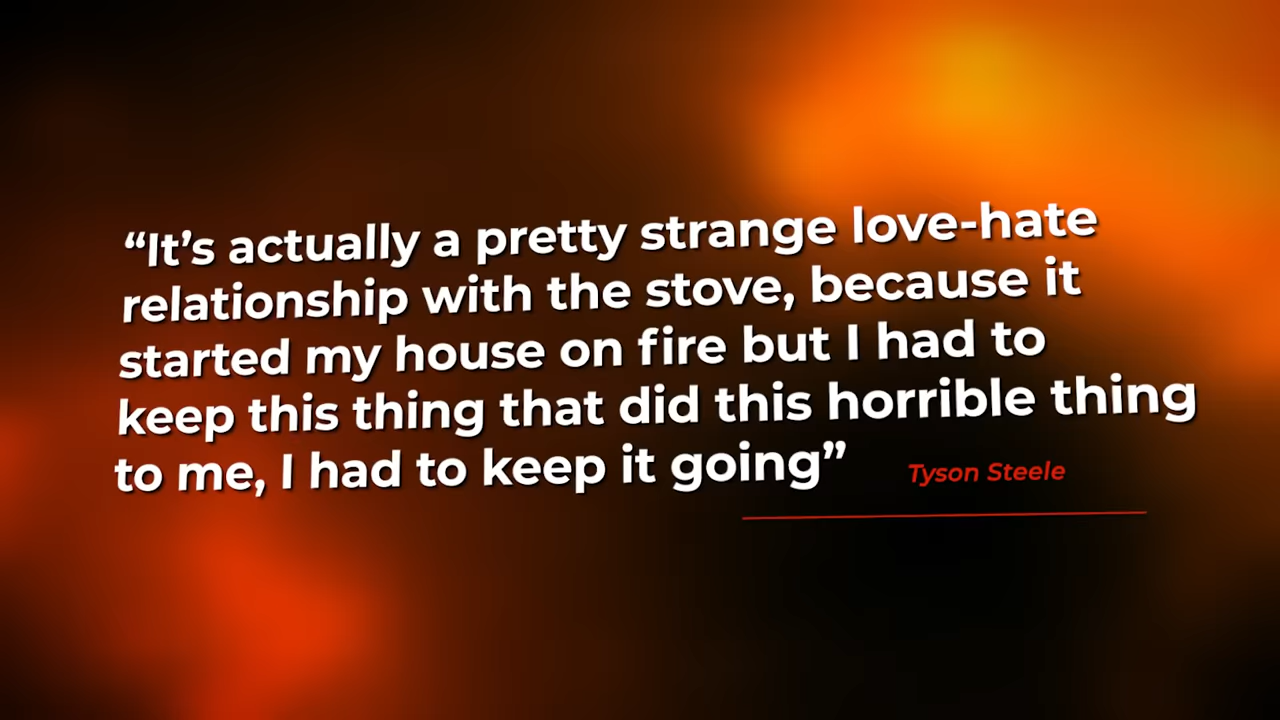 “It’s actually a pretty strange love-hate
relationship with the stove, because it
started my house on fire but I had to
keep this thing that did this horrible thing
to me, I had to keep it going”
Tyson Steele